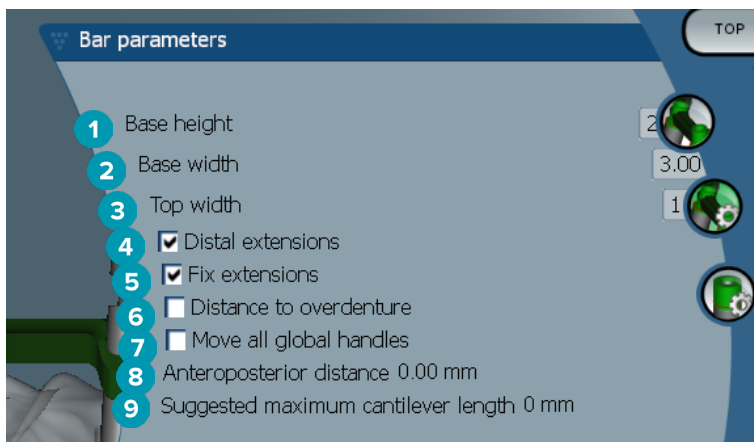 Bar parameters
TOP
1 Base height 2
2 Base width 3.00
3 Top width 1
4 Distal extensions
5 Fix extensions
6 Distance to overdenture
7 Move all global handles
8 Anteroposterior distance 0.00 mm
9 Suggested maximum cantilever length 0 mm